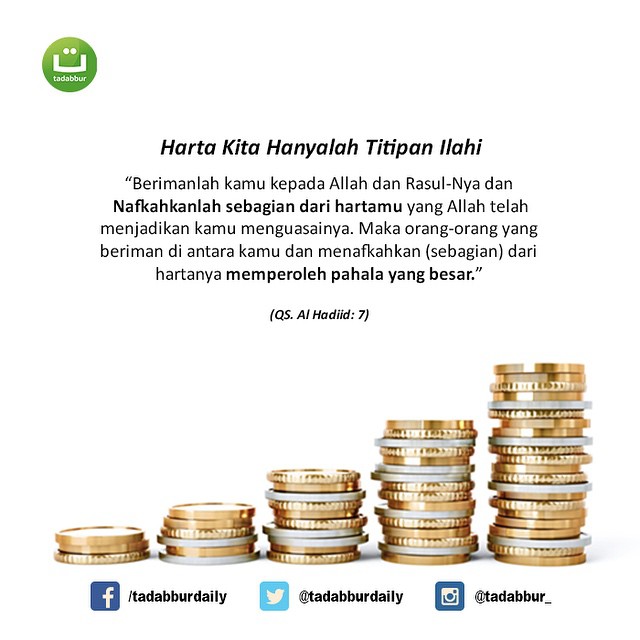 tadabbur
Harta Kita Hanyalah Titipan Ilahi
“Berimanlah kamu kepada Allah dan Rasul-Nya dan
Nafkahkanlah sebagian dari hartamu yang Allah telah
menjadikan kamu menguasainya. Maka orang-orang yang
beriman di antara kamu dan menafkahkan (sebagian) dari
hartanya memperoleh pahala yang besar.”
(QS. Al Hadiid: 7)
/tadabburdaily
@tadabburdaily
@tadabbur_